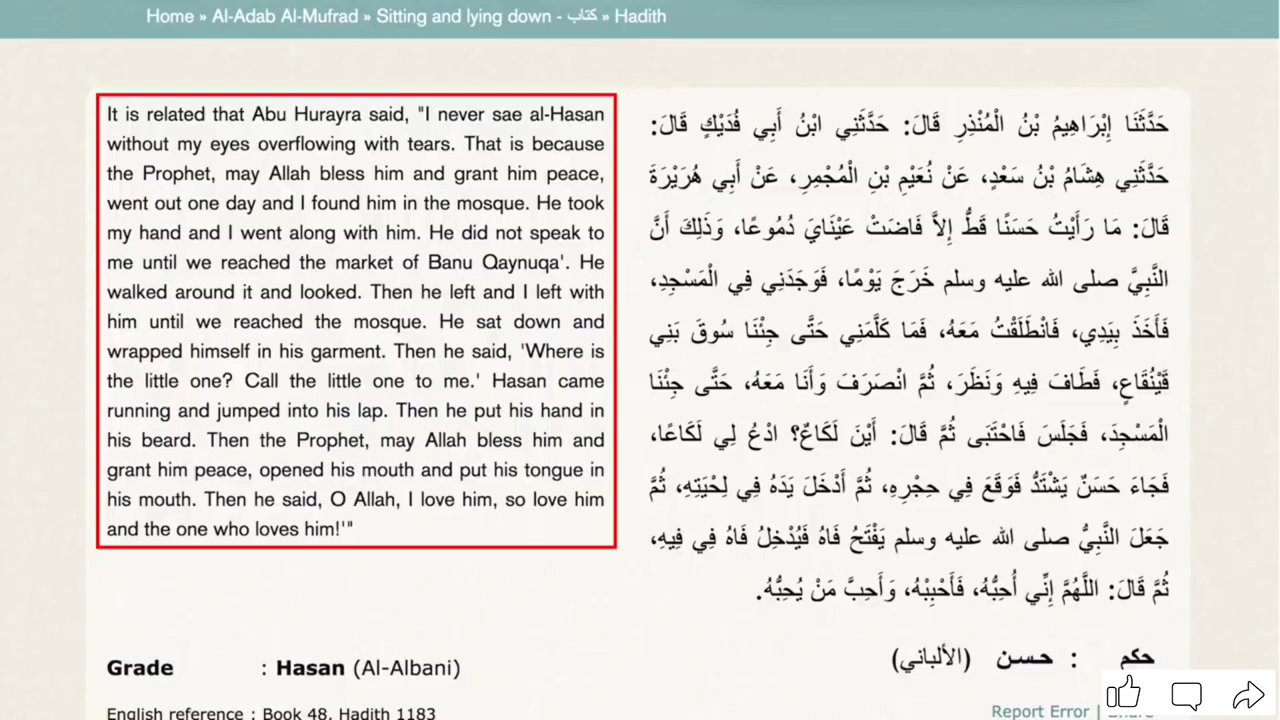 Home » Al-Adab Al-Mufrad » Sitting and lying down - كتاب » Hadith
It is related that Abu Hurayra said, "I never sae al-Hasan
without my eyes overflowing with tears. That is because
the Prophet, may Allah bless him and grant him peace,
went out one day and I found him in the mosque. He took
my hand and I went along with him. He did not speak to
me until we reached the market of Banu Qaynuqa'. He
walked around it and looked. Then he left and I left with
him until we reached the mosque. He sat down and
wrapped himself in his garment. Then he said, 'Where is
the little one? Call the little one to me.' Hasan came
running and jumped into his lap. Then he put his hand in
his beard. Then the Prophet, may Allah bless him and
grant him peace, opened his mouth and put his tongue in
his mouth. Then he said, O Allah, I love him, so love him
and the one who loves him!'"
حَدَّثَنَا إِبْرَاهِيمُ بْنُ الْمُنْذِرِ قَالَ: حَدَّثَنِي ابْنُ أَبِي فُدَيْكٍ قَالَ:
حَدَّثَنِي هِشَامُ بْنُ سَعْدٍ، عَنْ نُعَيْمِ بْنِ الْمُجْمِرِ، عَنْ أَبِي هُرَيْرَةَ
قَالَ: مَا رَأَيْتُ حَسَنًا قَطُّ إِلاَّ فَاضَتْ عَيْنَايَ دُمُوعًا، وَذَلِكَ أَنَّ
النَّبِيَّ صلى الله عليه وسلم خَرَجَ يَوْمًا، فَوَجَدَنِي فِي الْمَسْجِدِ،
فَأَخَذَ بِيَدِي، فَانْطَلَقْتُ مَعَهُ، فَمَا كَلَّمَنِي حَتَّى جِئْنَا سُوقَ بَنِي
قَيْنُقَاعٍ، فَطَافَ فِيهِ وَنَظَرَ، ثُمَّ انْصَرَفَ وَأَنَا مَعَهُ، حَتَّى جِئْنَا
الْمَسْجِدَ، فَجَلَسَ فَاحْتَبَى ثُمَّ قَالَ: أَيْنَ لَكَاعٌ؟ ادْعُ لِي لَكَاعًا،
فَجَاءَ حَسَنٌ يَشْتَدُّ فَوَقَعَ فِي حِجْرِهِ، ثُمَّ أَدْخَلَ يَدَهُ فِي لِحْيَتِهِ، ثُمَّ
جَعَلَ النَّبِيُّ صلى الله عليه وسلم يَفْتَحُ فَاهُ فَيُدْخِلُ فَاهُ فِي فِيهِ،
ثُمَّ قَالَ: اللَّهُمَّ إِنِّي أُحِبُّهُ، فَأَحْبِبْهُ، وَأَحِبَّ مَنْ يُحِبُّهُ.
Grade : Hasan (Al-Albani)
حكم : حسن (الألباني)
English reference : Book 48, Hadith 1183
Report Error |